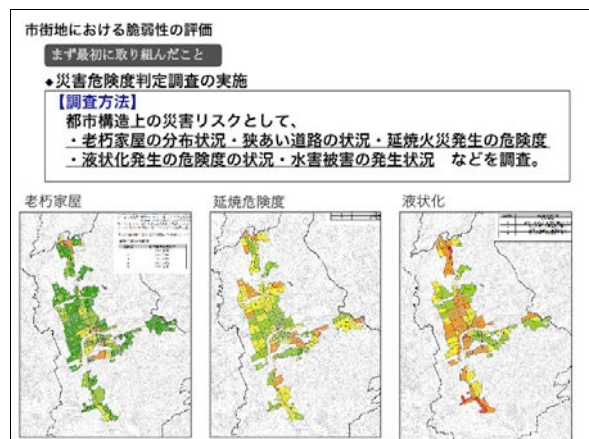 市街地における脆弱性の評価
まず最初に取り組んだこと
◆災害危険度判定調査の実施
【調査方法】
都市構造上の災害リスクとして、
・老朽家屋の分布状況・狭あい道路の状況・延焼火災発生の危険度
・液状化発生の危険度の状況・水害被害の発生状況　などを調査。
老朽家屋
延焼危険度
液状化